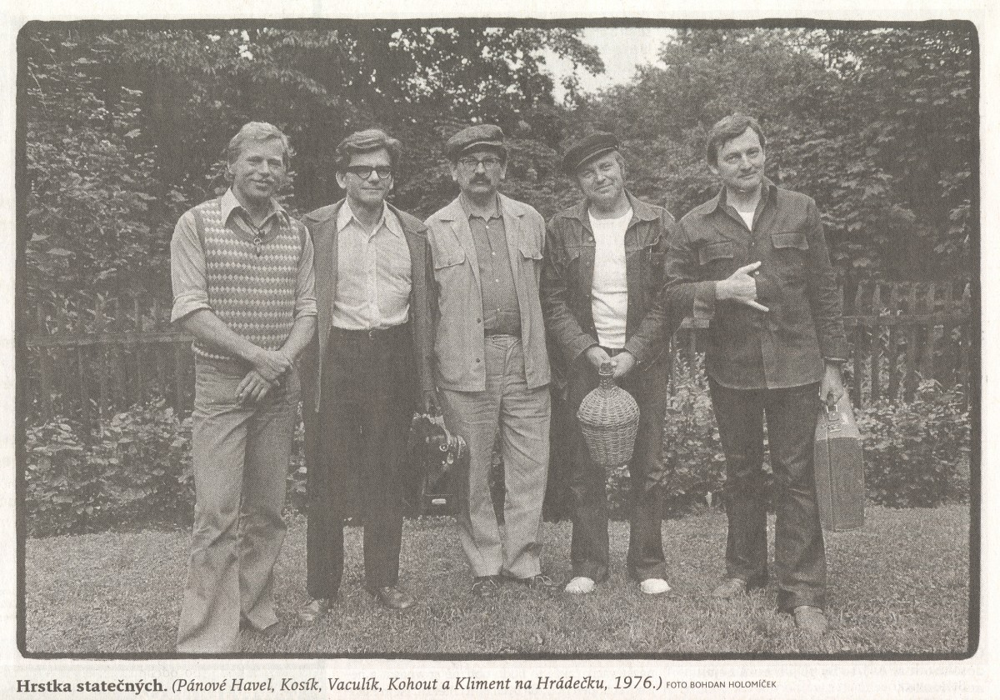 Hrstka statečných. (Pánové Havel, Kosík, Vaculík, Kohout a Kliment na Hrádečku, 1976.) FOTO BOHDAN HOLOMÍČEK